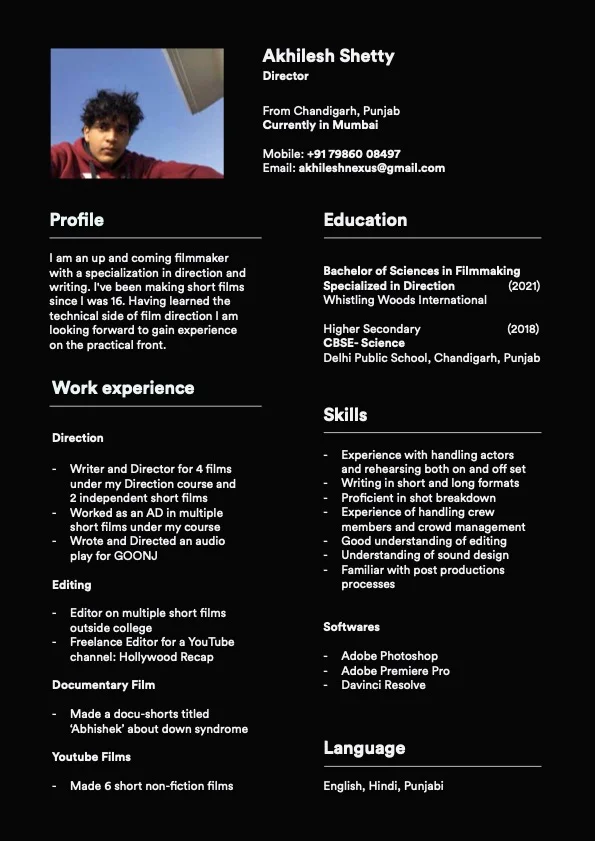 Akhilesh Shetty
Director
From Chandigarh, Punjab
Currently in Mumbai
Mobile: +91 79860 08497
Email: akhileshnexus@gmail.com
Profile
I am an up and coming filmmaker
with a specialization in direction and
writing. I've been making short films
since I was 16. Having learned the
technical side of film direction I am
looking forward to gain experience
on the practical front.
Work experience
Direction
- Writer and Director for 4 films
under my Direction course and
2 independent short films
- Worked as an AD in multiple
short films under my course
- Wrote and Directed an audio
play for GOONJ
Editing
- Editor on multiple short films
outside college
- Freelance Editor for a YouTube
channel: Hollywood Recap
Documentary Film
- Made a docu-shorts titled
‘Abhishek’ about down syndrome
Youtube Films
- Made 6 short non-fiction films
Education
Bachelor of Sciences in Filmmaking
Specialized in Direction (2021)
Whistling Woods International
Higher Secondary (2018)
CBSE- Science
Delhi Public School, Chandigarh, Punjab
Skills
- Experience with handling actors
and rehearsing both on and off set
- Writing in short and long formats
- Proficient in shot breakdown
- Experience of handling crew
members and crowd management
- Good understanding of editing
- Understanding of sound design
- Familiar with post productions
processes
Softwares
- Adobe Photoshop
- Adobe Premiere Pro
- Davinci Resolve
Language
English, Hindi, Punjabi